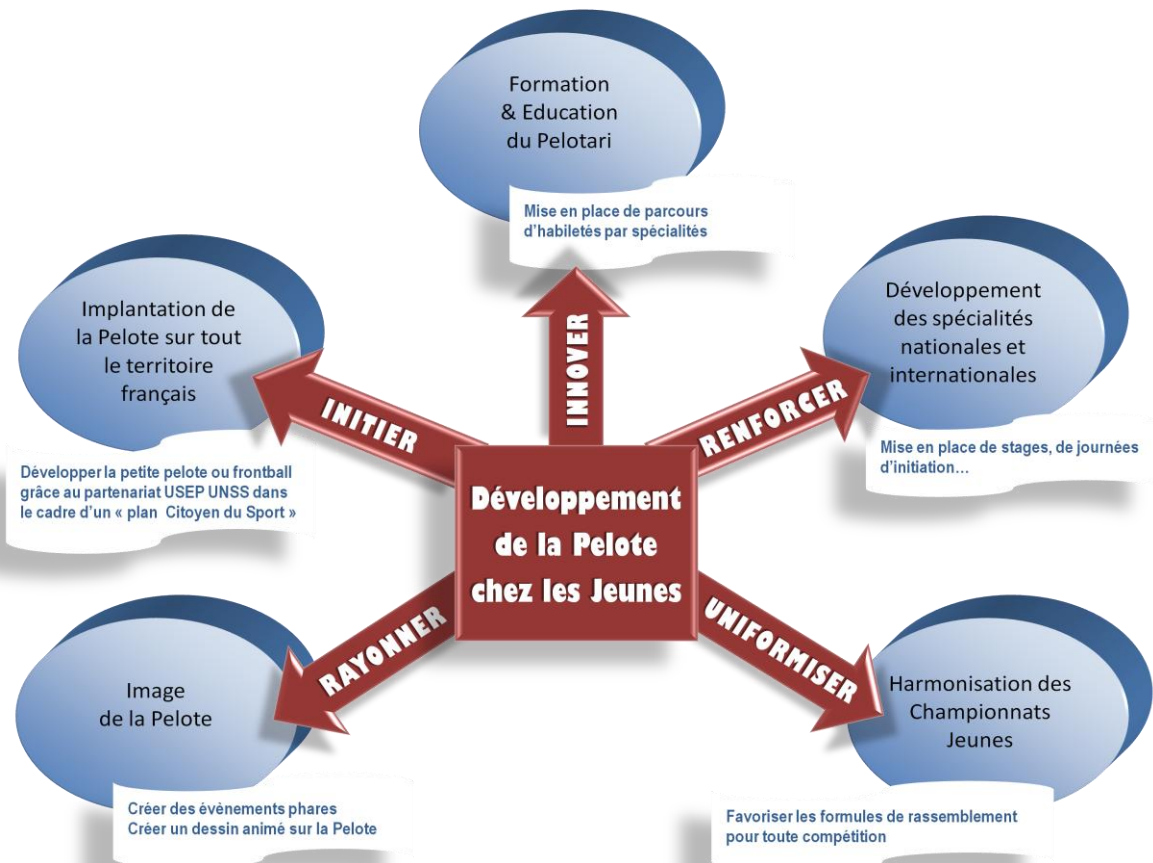 Formation
& Education
du Pelotari
Mise en place de parcours
d'habiletés par spécialités
Implantation de
la Pelote sur tout
le territoire
français
Développer la petite pelote ou frontball
grâce au partenariat USEP UNSS dans
le cadre d'un « plan Citoyen du Sport »
Développement
des spécialités
nationales et
internationales
Mise en place de stages, de journées
d'initiation…
INITIER
INNOVER
RENFORCER
Développement
de la Pelote
chez les Jeunes
RAYONNER
UNIFORMISER
Image
de la Pelote
Créer des évènements phares
Créer un dessin animé sur la Pelote
Harmonisation des
Championnats
Jeunes
Favoriser les formules de rassemblement
pour toute compétition